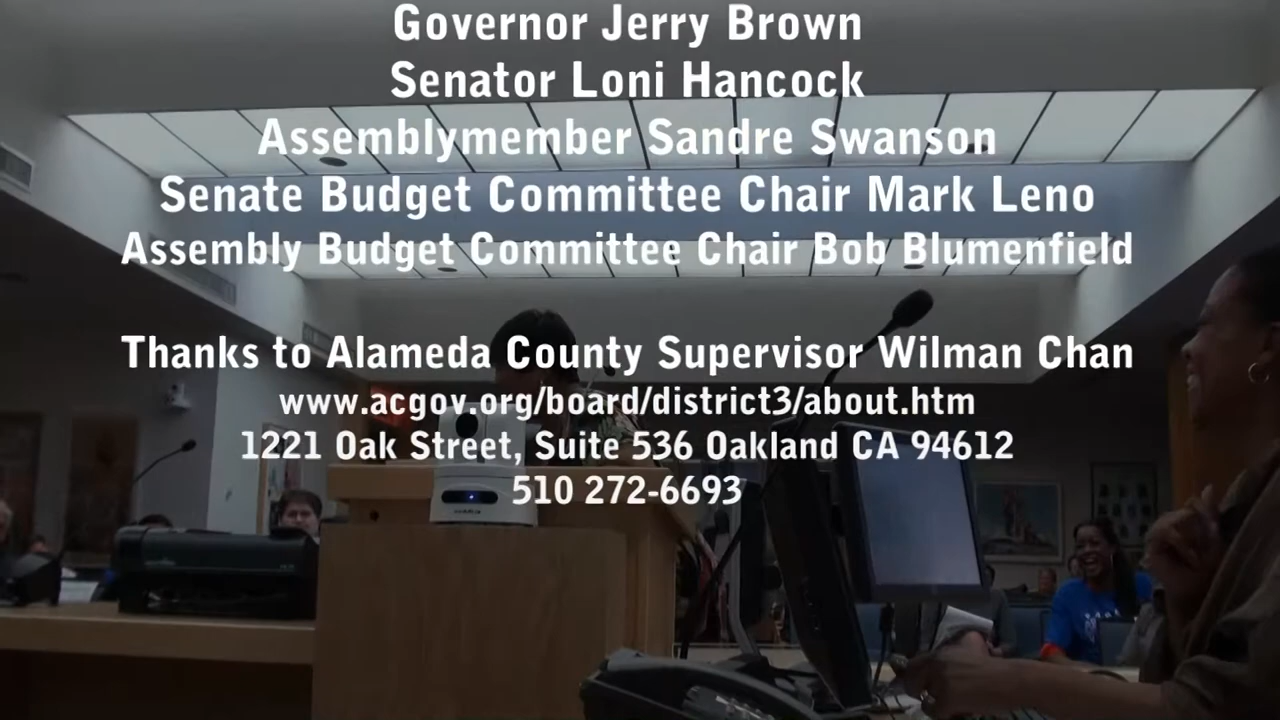 Governor Jerry Brown
Senator Loni Hancock
Assemblymember Sandre Swanson
Senate Budget Committee Chair Mark Leno
Assembly Budget Committee Chair Bob Blumenfield
Thanks to Alameda County Supervisor Wilman Chan
www.acgov.org/board/district3/about.htm
1221 Oak Street, Suite 536 Oakland CA 94612
510 272-6693